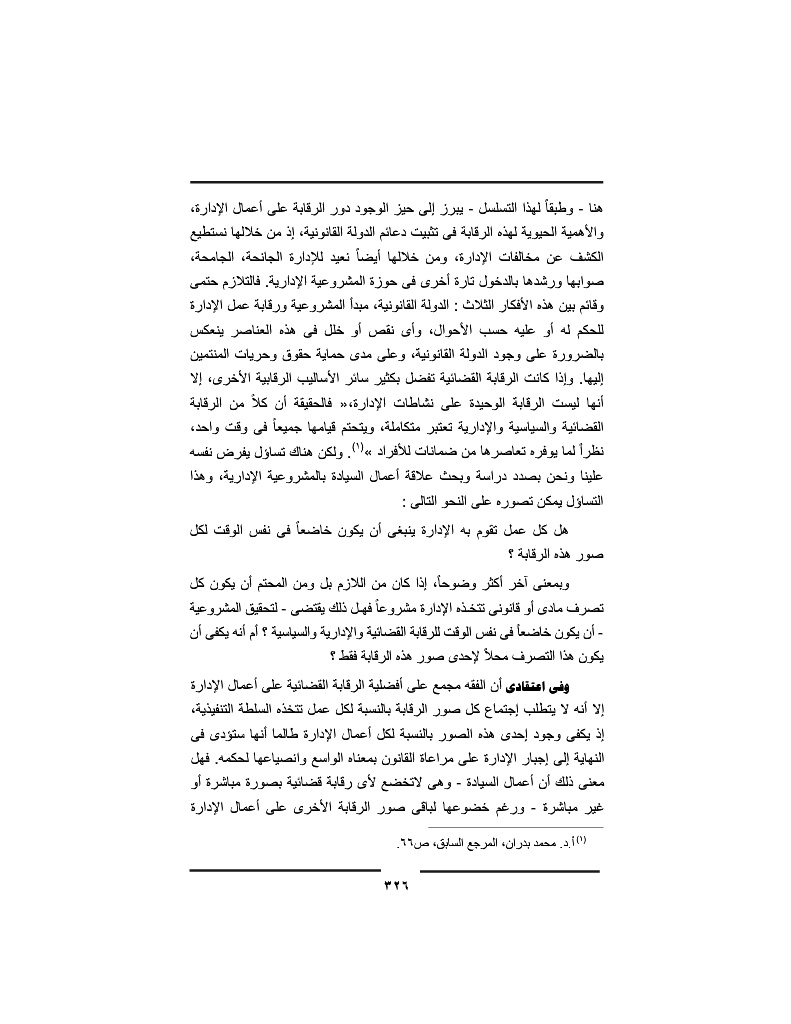 هنا - وطبقاً لهذا التسلسل - يبرز إلى حيز الوجود دور الرقابة على أعمال الإدارة،
والأهمية الحيوية لهذه الرقابة فى تثبيت دعائم الدولة القانونية، إذ من خلالها نستطيع
الكشف عن مخالفات الإدارة، ومن خلالها أيضاً نعيد للإدارة الجانحة، الجامحة،
صوابها ورشدها بالدخول تارة أخرى فى حوزة المشروعية الإدارية. فالتلازم حتمى
وقائم بين هذه الأفكار الثلاث : الدولة القانونية، مبدأ المشروعية ورقابة عمل الإدارة
للحكم له أو عليه حسب الأحوال، وأى نقص أو خلل فى هذه العناصر ينعكس
بالضرورة على وجود الدولة القانونية، وعلى مدى حماية حقوق وحريات المنتمين
إليها. وإذا كانت الرقابة القضائية تفضل بكثير سائر الأساليب الرقابية الأخرى، إلا
أنها ليست الرقابة الوحيدة على نشاطات الإدارة،« فالحقيقة أن كلاً من الرقابة
القضائية والسياسية والإدارية تعتبر متكاملة، ويتحتم قيامها جميعاً فى وقت واحد،
نظراً لما يوفره تعاصرها من ضمانات للأفراد »(١). ولكن هناك تساؤل يفرض نفسه
علينا ونحن بصدد دراسة وبحث علاقة أعمال السيادة بالمشروعية الإدارية، وهذا
التساؤل يمكن تصوره على النحو التالى :
هل كل عمل تقوم به الإدارة ينبغى أن يكون خاضعاً فى نفس الوقت لكل
صور هذه الرقابة ؟
وبمعنى آخر أكثر وضوحاً، إذا كان من اللازم بل ومن المحتم أن يكون كل
تصرف مادى أو قانونى تتخذه الإدارة مشروعاً فهل ذلك يقتضى - لتحقيق المشروعية
- أن يكون خاضعاً فى نفس الوقت للرقابة القضائية والإدارية والسياسية ؟ أم أنه يكفى أن
يكون هذا التصرف محلاً لإحدى صور هذه الرقابة فقط ؟
وفى اعتقادى أن الفقه مجمع على أفضلية الرقابة القضائية على أعمال الإدارة
إلا أنه لا يتطلب إجتماع كل صور الرقابة بالنسبة لكل عمل تتخذه السلطة التنفيذية،
إذ يكفى وجود إحدى هذه الصور بالنسبة لكل أعمال الإدارة طالما أنها ستؤدى فى
النهاية إلى إجبار الإدارة على مراعاة القانون بمعناه الواسع وانصياعها لحكمه. فهل
معنى ذلك أن أعمال السيادة - وهى لاتخضع لأى رقابة قضائية بصورة مباشرة أو
غير مباشرة - ورغم خضوعها لباقى صور الرقابة الأخرى على أعمال الإدارة
(١) أ.د. محمد بدران، المرجع السابق، ص٦٦.
٣٢٦